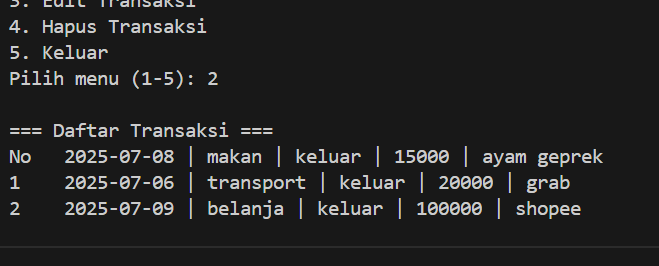 3. Edit Transaksi
4. Hapus Transaksi
5. Keluar
Pilih menu (1-5): 2
=== Daftar Transaksi ===
No 2025-07-08 | makan | keluar | 15000 | ayam geprek
1 2025-07-06 | transport | keluar | 20000 | grab
2 2025-07-09 | belanja | keluar | 100000 | shopee